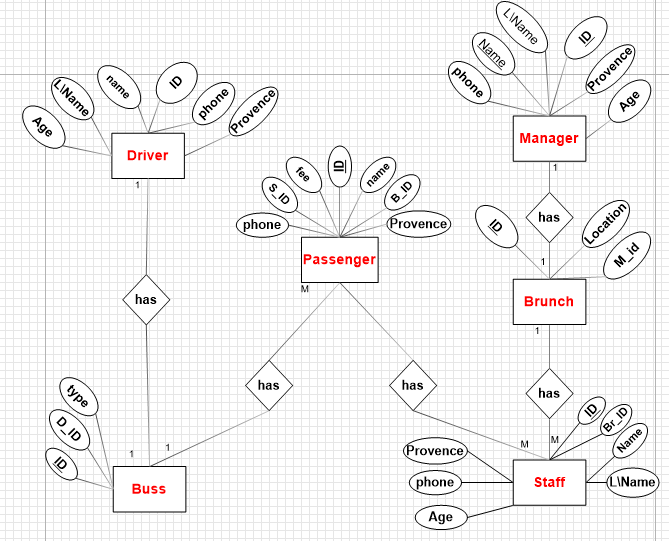 L\Name
ID
Name
Provence
phone
Age
Manager
1
has
1
ID
Location
M_id
Brunch
1
has
M
ID
Br_ID
Name
L\Name
Staff
Provence
phone
Age
M
L\Name
name
ID
phone
Provence
Age
Driver
1
has
1
type
D_ID
ID
Buss
1
has
ID
fee
name
S_ID
B_ID
phone
Provence
Passenger
M
has